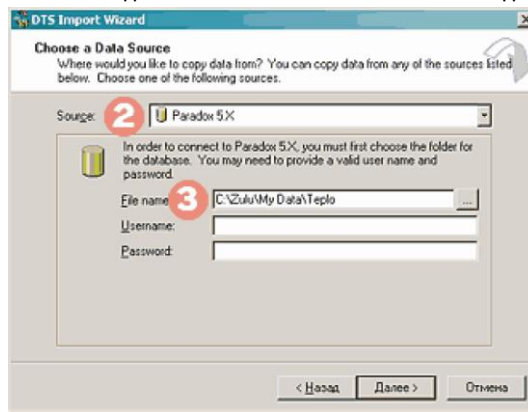 DTS Import Wizard
Choose a Data Source
Where would you like to copy data from? You can copy data from any of the sources listed
below. Choose one of the following sources.
Source: 2 Paradox 5.X
In order to connect to Paradox 5.X, you must first choose the folder for
the database. You may need to provide a valid user name and
password.
File name 3 C:\Zulu\My Data\Teplo ...
Username:
Password:
< Назад Далее > Отмена